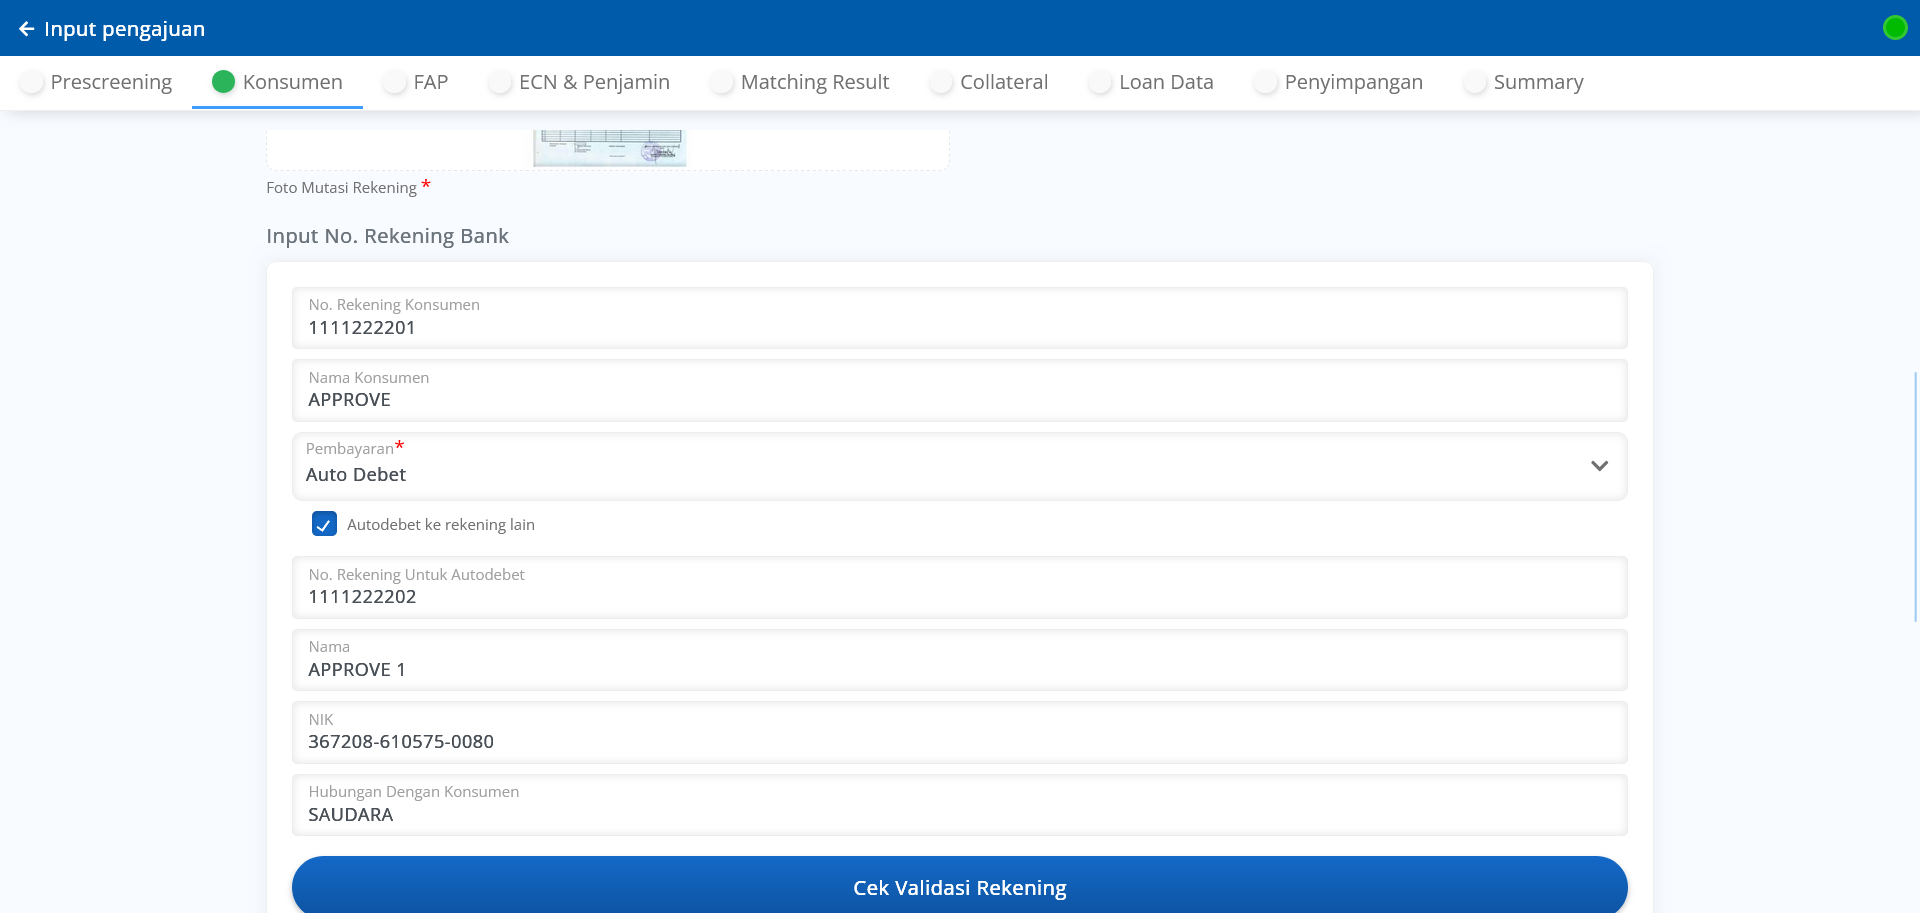 Input pengajuan
Prescreening
Konsumen
FAP
ECN & Penjamin
Matching Result
Collateral
Loan Data
Penyimpangan
Summary
Foto Mutasi Rekening *
Input No. Rekening Bank
No. Rekening Konsumen
1111222201
Nama Konsumen
APPROVE
Pembayaran*
Auto Debet
Autodebet ke rekening lain
No. Rekening Untuk Autodebet
1111222202
Nama
APPROVE 1
NIK
367208-610575-0080
Hubungan Dengan Konsumen
SAUDARA
Cek Validasi Rekening